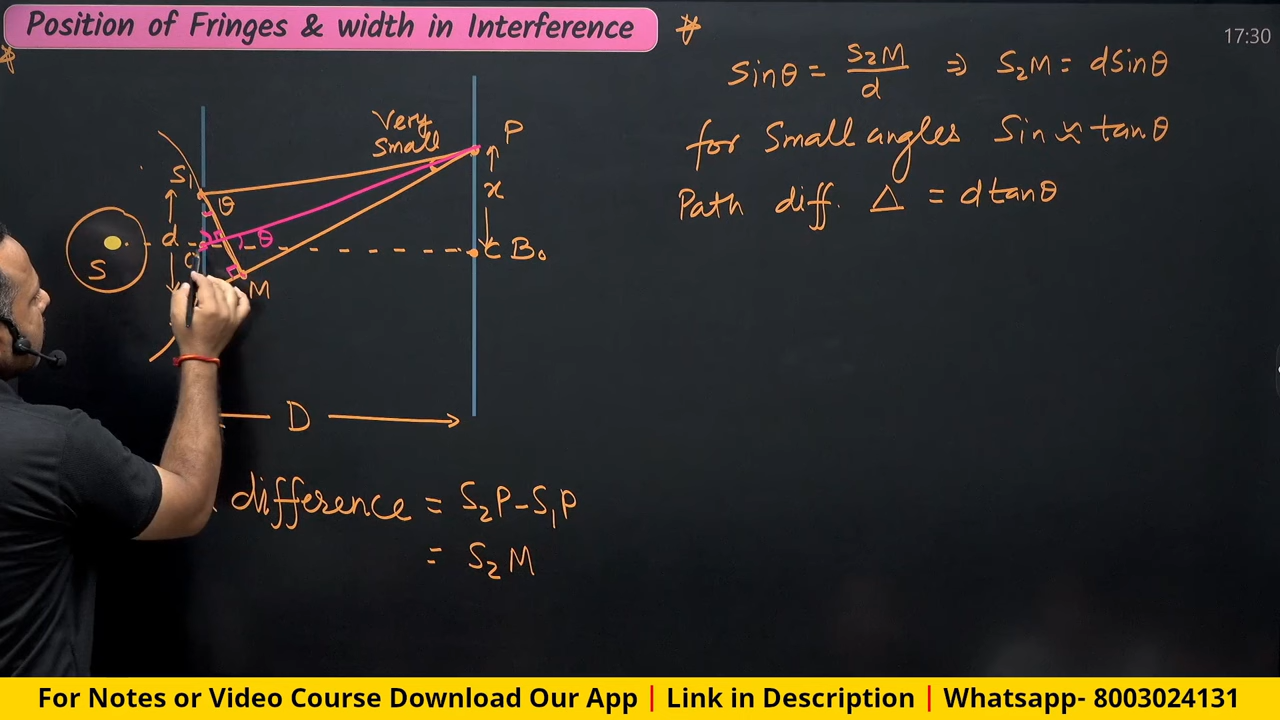 Position of Fringes & width in Interference
17:30
Sinθ = S₂M/d ⇒ S₂M = dSinθ
for Small angles Sin ≈ tanθ
Path diff. Δ = dtanθ
Very
Small
P
S₁
θ
x
d
θ
C B₀
S
M
D
difference = S₂P-S₁P
= S₂M
For Notes or Video Course Download Our App | Link in Description | Whatsapp- 8003024131